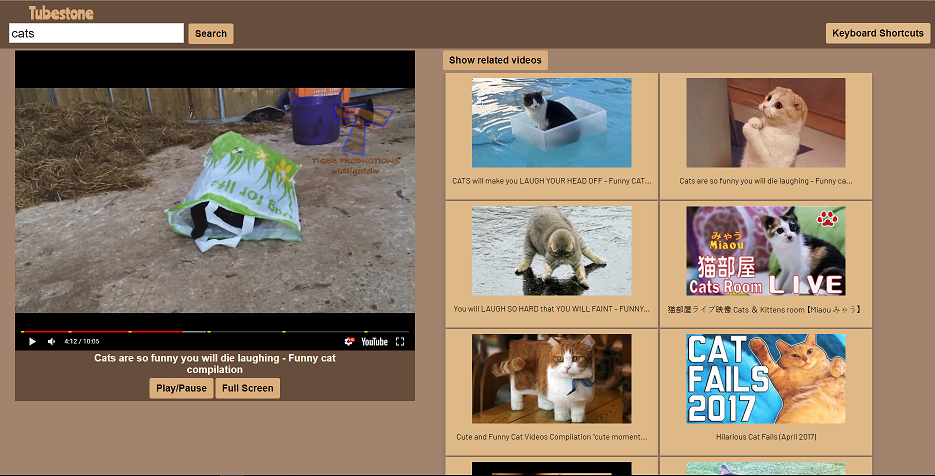 Tubestone
cats
Search
Keyboard Shortcuts
Show related videos
TIGER PRODUCTIONS
for life
4:12 / 10:05
YouTube
Cats are so funny you will die laughing - Funny cat
compilation
Play/Pause
Full Screen
CATS will make you LAUGH YOUR HEAD OFF - Funny CAT...
Cats are so funny you will die laughing - Funny ca...
You will LAUGH SO HARD that YOU WILL FAINT - FUNNY...
みゃう
Miaou
猫部屋
Cats Room LIVE
猫部屋ライブ映像 Cats & Kittens room 【Miaou みゃう】
Cute and Funny Cat Videos Compilation "cute moment...
CAT
FAILS
2017
Hilarious Cat Fails (April 2017)